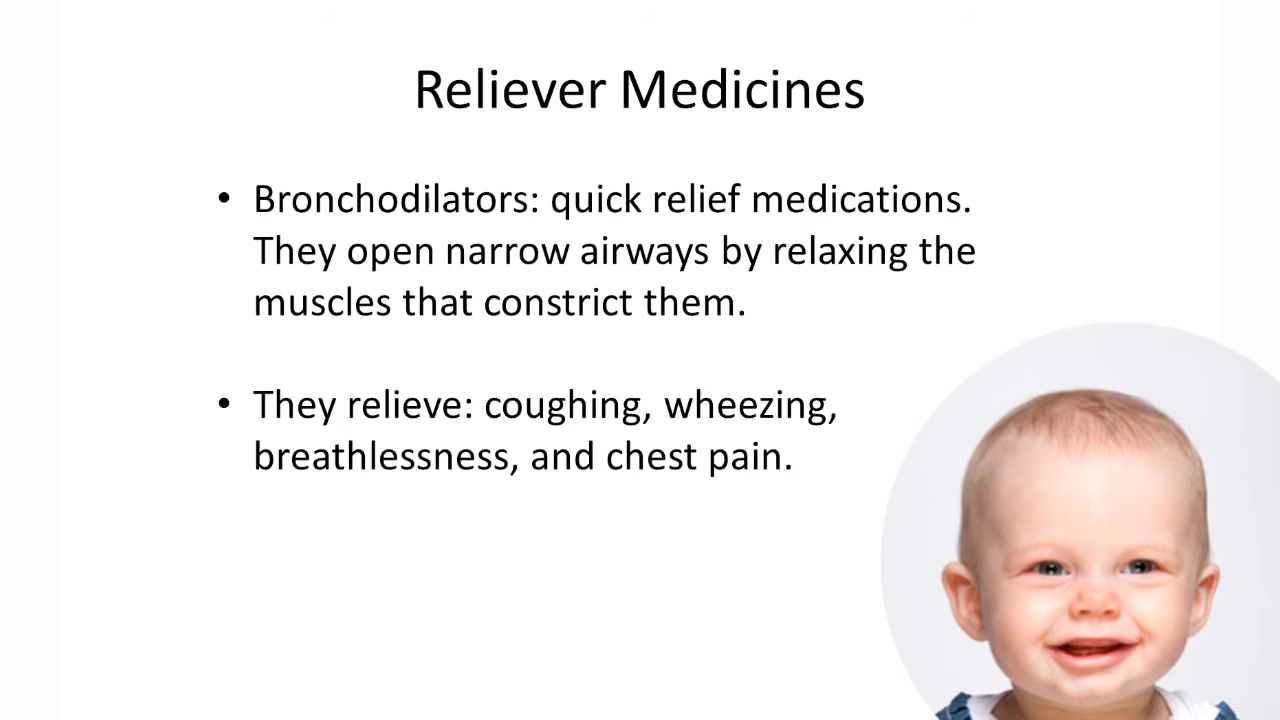 Reliever Medicines
• Bronchodilators: quick relief medications.
They open narrow airways by relaxing the
muscles that constrict them.
• They relieve: coughing, wheezing,
breathlessness, and chest pain.